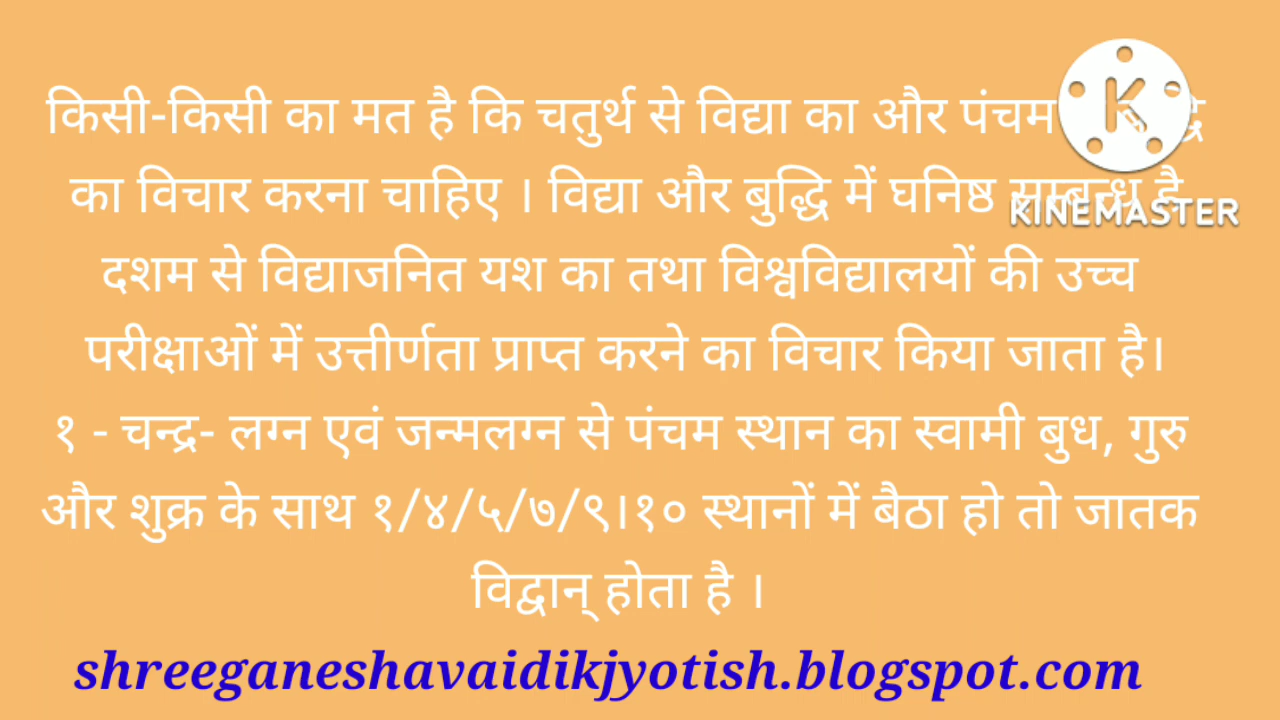 किसी-किसी का मत है कि चतुर्थ से विद्या का और पंचम
का विचार करना चाहिए । विद्या और बुद्धि में घनिष्ठ सम्बन्ध है
KINEMASTER
दशम से विद्याजनित यश का तथा विश्वविद्यालयों की उच्च
परीक्षाओं में उत्तीर्णता प्राप्त करने का विचार किया जाता है।
१ - चन्द्र- लग्न एवं जन्मलग्न से पंचम स्थान का स्वामी बुध, गुरु
और शुक्र के साथ १/४/५/७/९।१० स्थानों में बैठा हो तो जातक
विद्वान् होता है ।
shreeganeshavaidikjyotish.blogspot.com